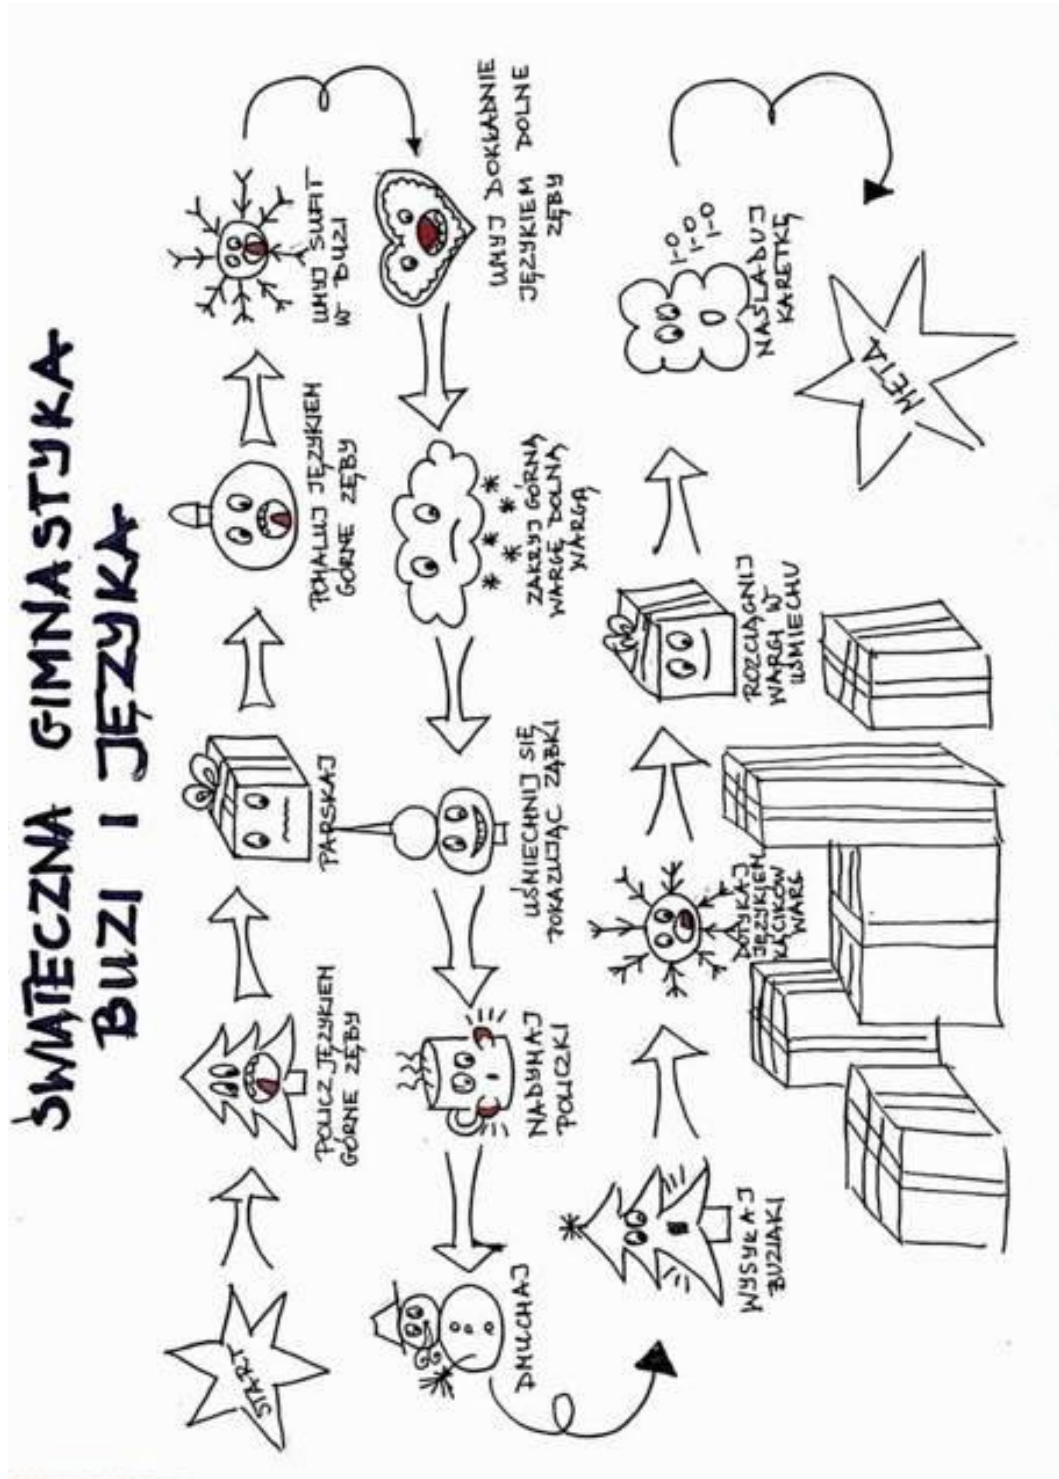 ŚWIĄTECZNA GIMNASTYKA
BUZI I JĘZYKA
START
POLICZ JĘZYKIEM
GÓRNE ZĘBY
PARSKAJ
POMALUJ JĘZYKIEM
GÓRNE ZĘBY
UMYJ SUFIT
W BUZI
UMYJ DOKŁADNIE
JĘZYKIEM DOLNE
ZĘBY
ZAKRYJ GÓRNĄ
WARGĘ DOLNĄ
WARGĄ
UŚMIECHNIJ SIĘ
POKAZUJĄC ZĄBKI
NADYMAJ
POLICZKI
DMUCHAJ
WYSYŁAJ
BUZIAKI
DOTYKAJ
JĘZYKIEM
KĄCIKÓW
WARG
ROZCIĄGNIJ
WARGI W
UŚMIECHU
NAŚLADUJ
KARETKĘ
I-O
I-O
I-O
META